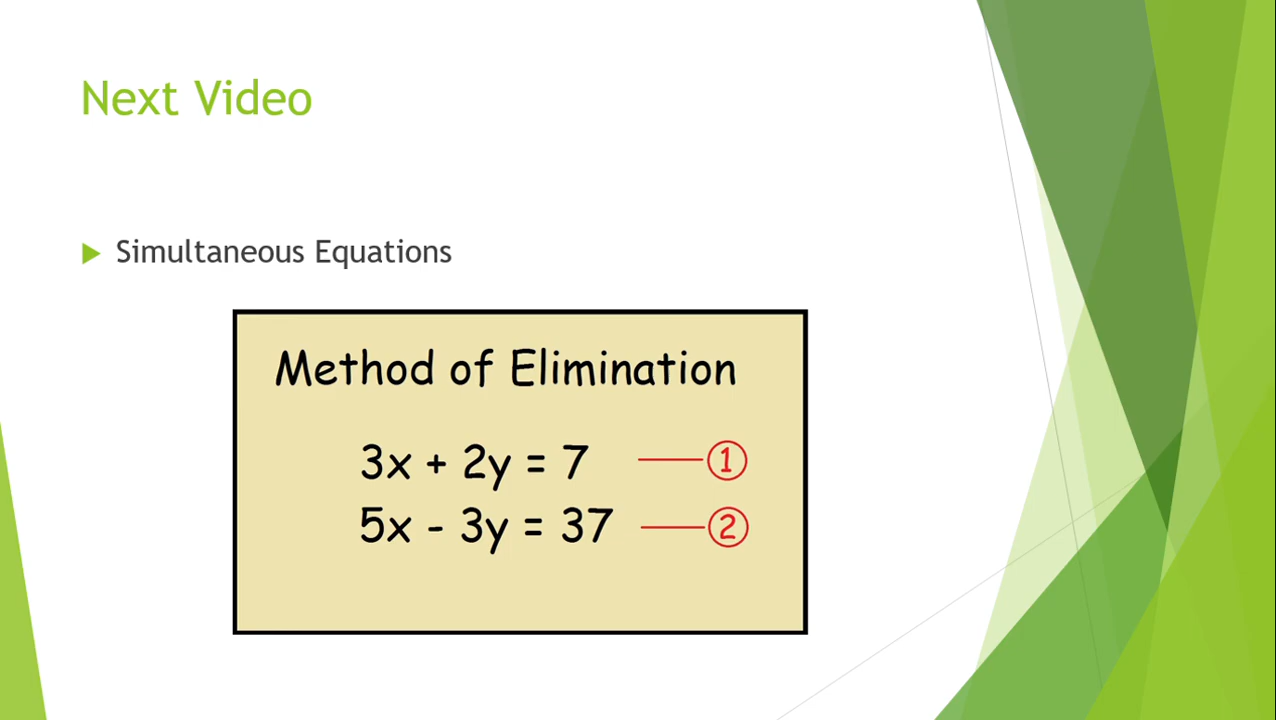 Next Video
Simultaneous Equations
Method of Elimination
3x + 2y = 7 ① 
5x - 3y = 37 ②